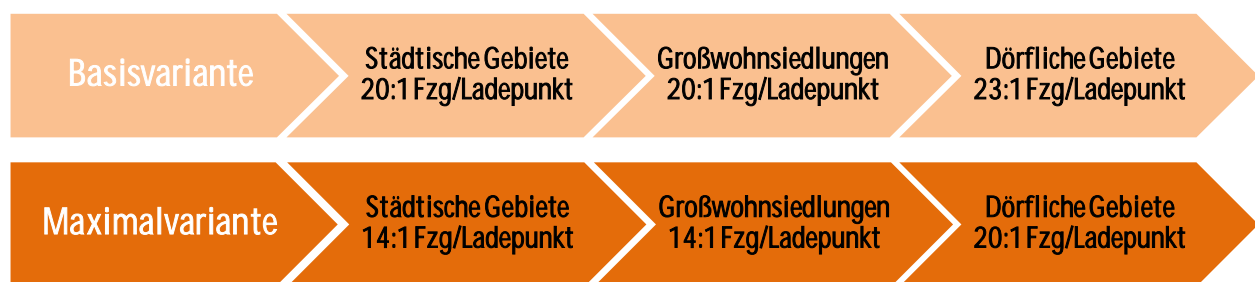 Basisvariante
Städtische Gebiete
20:1 Fzg/Ladepunkt
Großwohnsiedlungen
20:1 Fzg/Ladepunkt
Dörfliche Gebiete
23:1 Fzg/Ladepunkt
Maximalvariante
Städtische Gebiete
14:1 Fzg/Ladepunkt
Großwohnsiedlungen
14:1 Fzg/Ladepunkt
Dörfliche Gebiete
20:1 Fzg/Ladepunkt